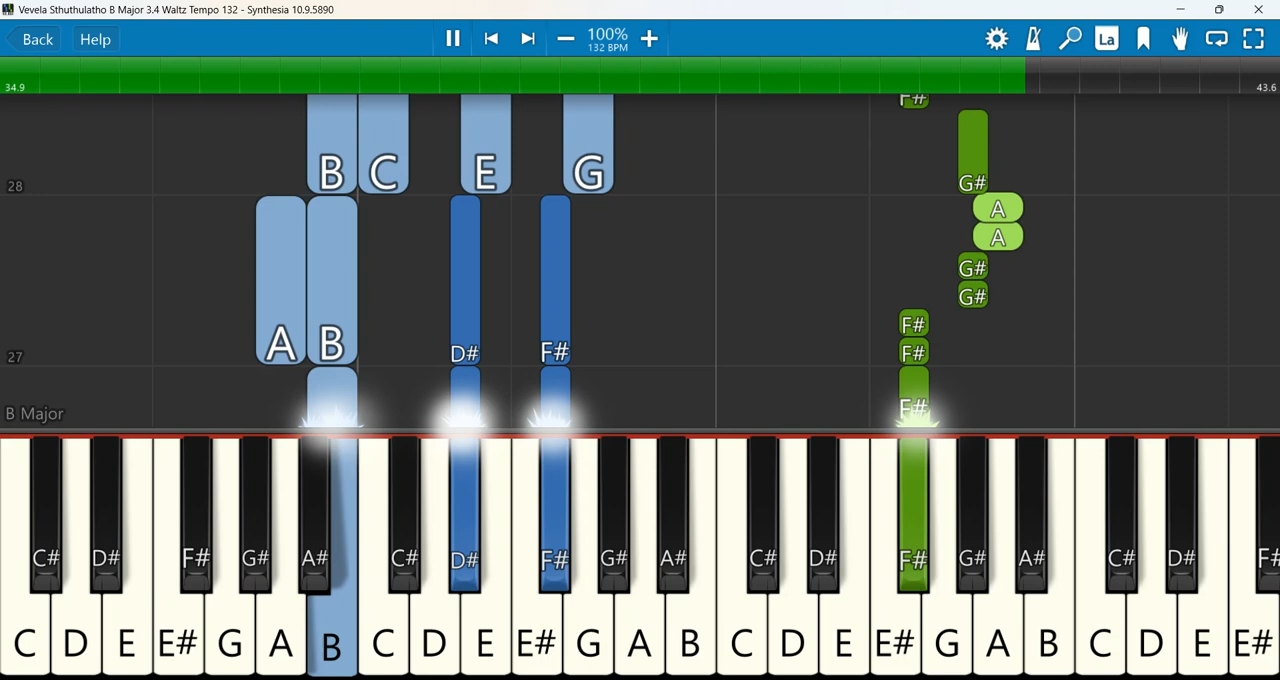 Vevela Sthuthulatho B Major 3.4 Waltz Tempo 132 - Synthesia 10.9.5890
Back Help 100% La
132 BPM
34.9 43.6
F#
B C E G G#
28
A
A
G#
G#
F#
A B D# F# F#
27
B Major F#
C# D# F# G# A# C# D# F# G# A# C# D# F# G# A# C# D# F#
C D E E# G A B C D E E# G A B C D E E# G A B C D E E#